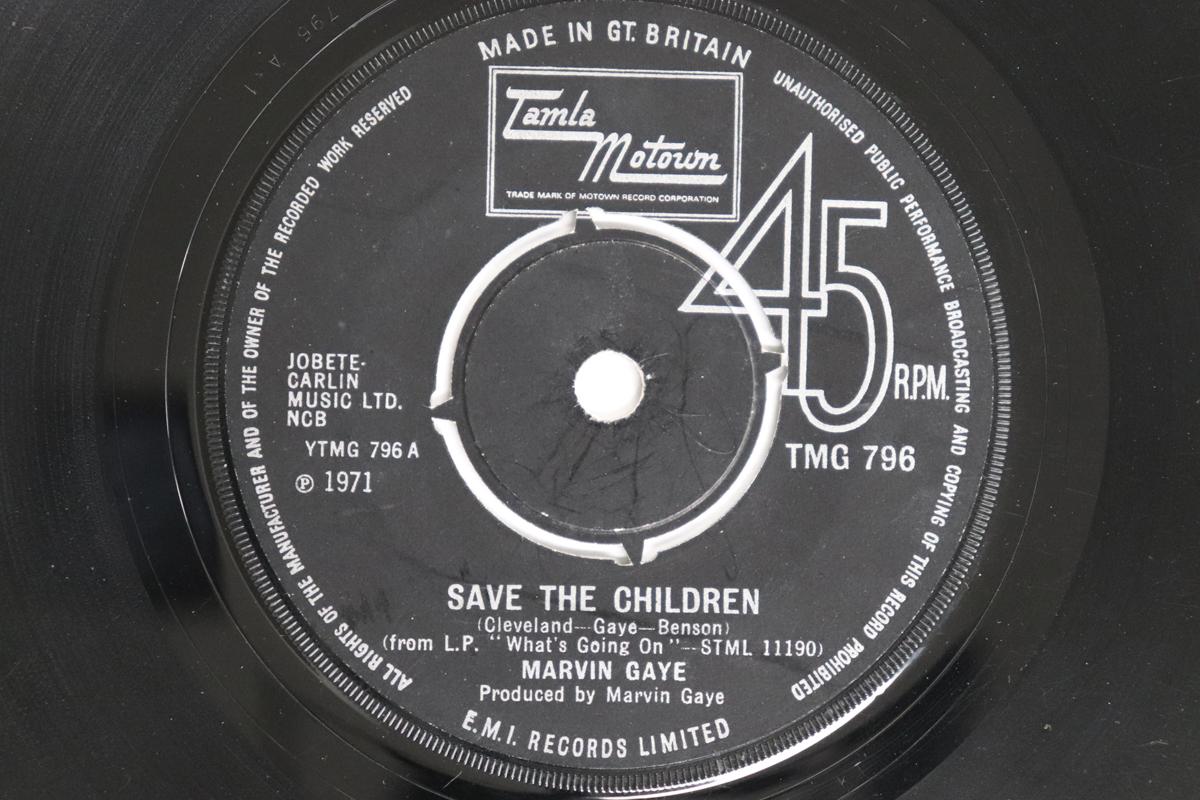 MADE IN GT. BRITAIN
Tamla
Motown
TRADE MARK OF MOTOWN RECORD CORPORATION
45
R.P.M.
TMG 796
JOBETE-
CARLIN
MUSIC LTD.
NCB
YTMG 796 A
℗ 1971
SAVE THE CHILDREN
(Cleveland—Gaye—Benson)
(from L.P. "What's Going On"—STML 11190)
MARVIN GAYE
Produced by Marvin Gaye
E.M.I. RECORDS LIMITED
ALL RIGHTS OF THE MANUFACTURER AND OF THE OWNER OF THE RECORDED WORK RESERVED
UNAUTHORISED PUBLIC PERFORMANCE BROADCASTING AND COPYING OF THIS RECORD PROHIBITED